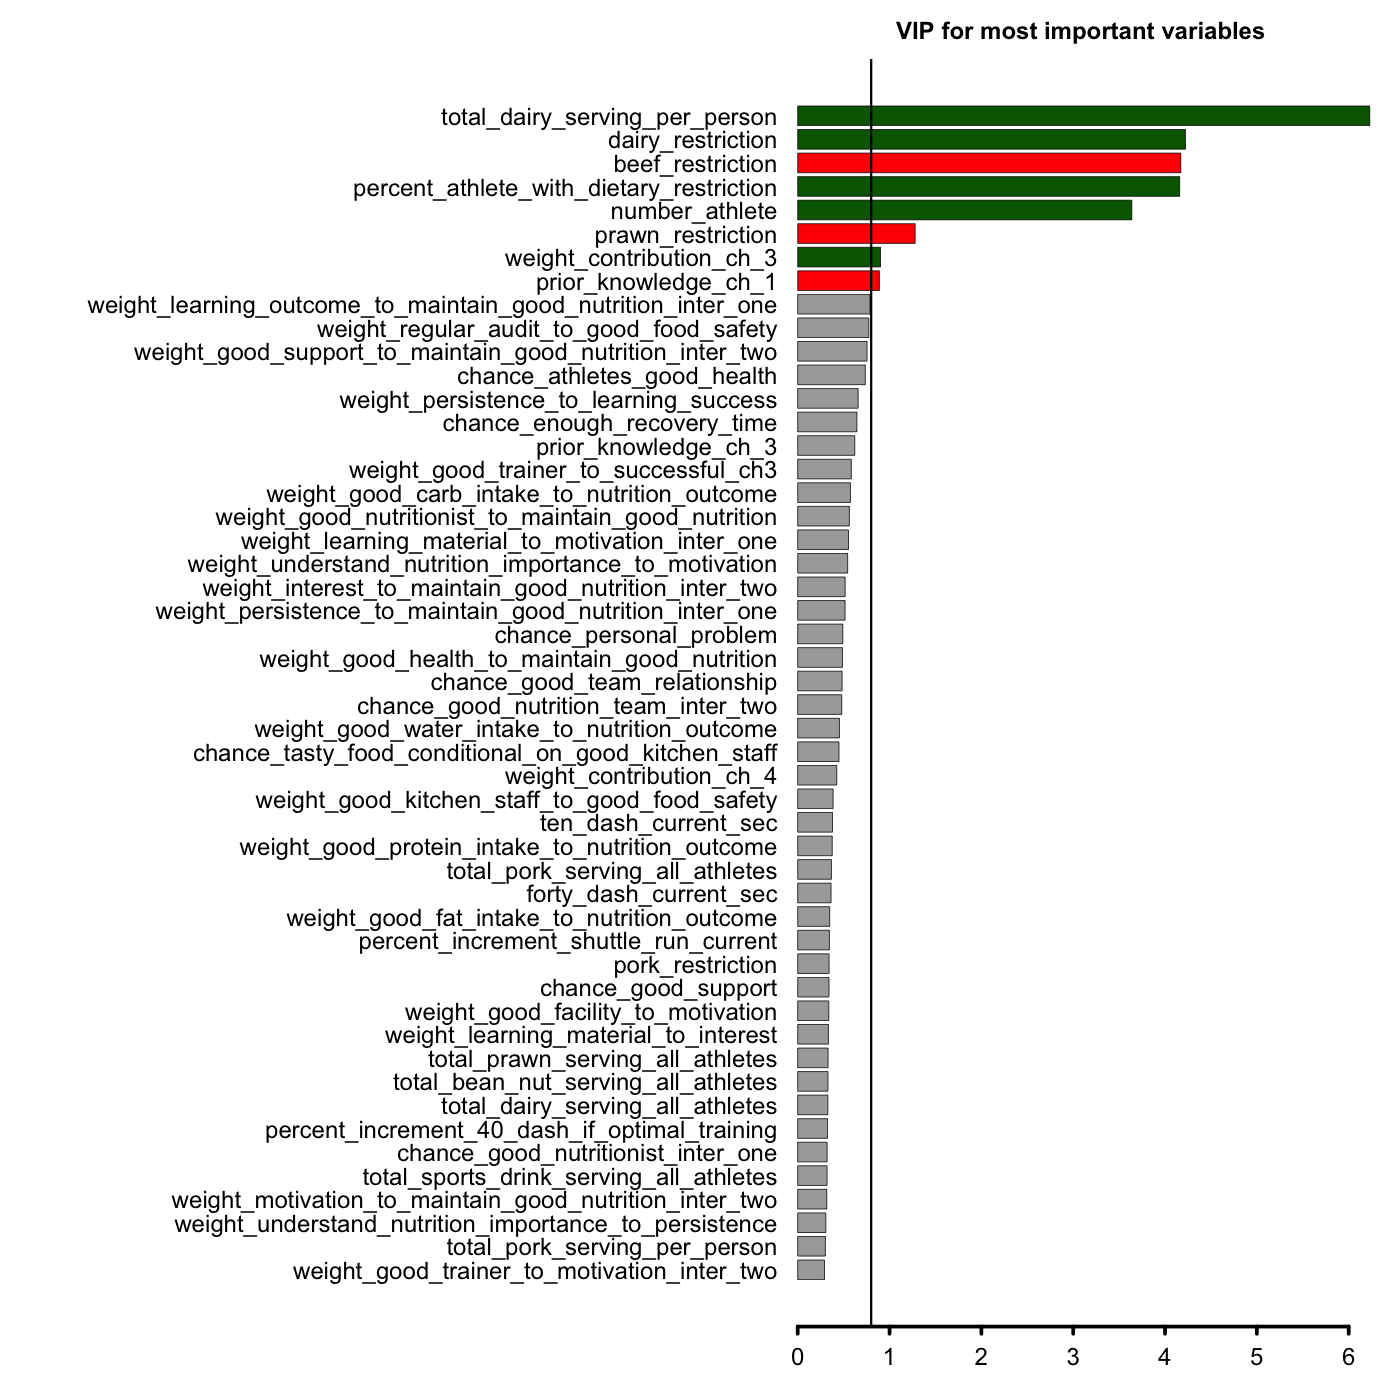 VIP for most important variables
total_dairy_serving_per_person
dairy_restriction
beef_restriction
percent_athlete_with_dietary_restriction
number_athlete
prawn_restriction
weight_contribution_ch_3
prior_knowledge_ch_1
weight_learning_outcome_to_maintain_good_nutrition_inter_one
weight_regular_audit_to_good_food_safety
weight_good_support_to_maintain_good_nutrition_inter_two
chance_athletes_good_health
weight_persistence_to_learning_success
chance_enough_recovery_time
prior_knowledge_ch_3
weight_good_trainer_to_successful_ch3
weight_good_carb_intake_to_nutrition_outcome
weight_good_nutritionist_to_maintain_good_nutrition
weight_learning_material_to_motivation_inter_one
weight_understand_nutrition_importance_to_motivation
weight_interest_to_maintain_good_nutrition_inter_two
weight_persistence_to_maintain_good_nutrition_inter_one
chance_personal_problem
weight_good_health_to_maintain_good_nutrition
chance_good_team_relationship
chance_good_nutrition_team_inter_two
weight_good_water_intake_to_nutrition_outcome
chance_tasty_food_conditional_on_good_kitchen_staff
weight_contribution_ch_4
weight_good_kitchen_staff_to_good_food_safety
ten_dash_current_sec
weight_good_protein_intake_to_nutrition_outcome
total_pork_serving_all_athletes
forty_dash_current_sec
weight_good_fat_intake_to_nutrition_outcome
percent_increment_shuttle_run_current
pork_restriction
chance_good_support
weight_good_facility_to_motivation
weight_learning_material_to_interest
total_prawn_serving_all_athletes
total_bean_nut_serving_all_athletes
total_dairy_serving_all_athletes
percent_increment_40_dash_if_optimal_training
chance_good_nutritionist_inter_one
total_sports_drink_serving_all_athletes
weight_motivation_to_maintain_good_nutrition_inter_two
weight_understand_nutrition_importance_to_persistence
total_pork_serving_per_person
weight_good_trainer_to_motivation_inter_two
0 1 2 3 4 5 6